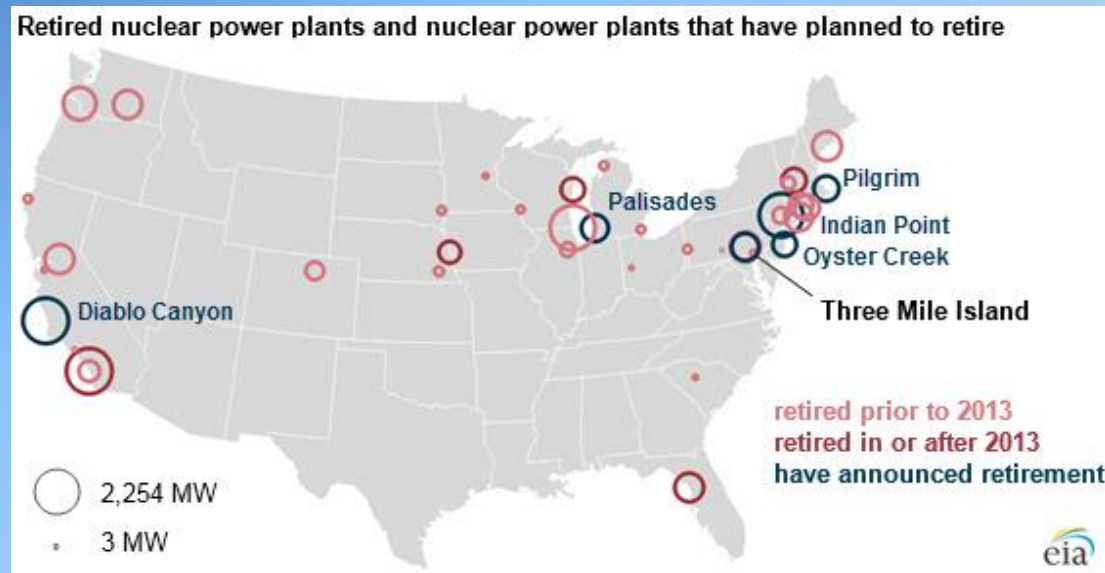 Retired nuclear power plants and nuclear power plants that have planned to retire
Pilgrim
Palisades
Indian Point
Oyster Creek
Three Mile Island
Diablo Canyon
retired prior to 2013
retired in or after 2013
have announced retirement
2,254 MW
3 MW
eia